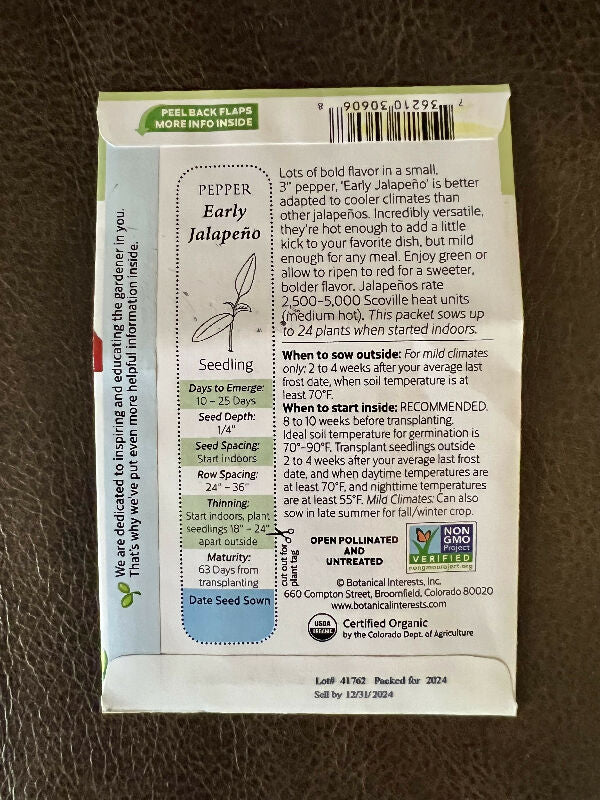 PEEL BACK FLAPS
MORE INFO INSIDE
8 36210 30606 7
We are dedicated to inspiring and educating the gardener in you.
That's why we've put even more helpful information inside.
PEPPER
Early
Jalapeño
Seedling
Days to Emerge:
10 – 25 Days
Seed Depth:
1/4"
Seed Spacing:
Start indoors
Row Spacing:
24" – 36"
Thinning:
Start indoors, plant
seedlings 18" – 24"
apart outside
Maturity:
63 Days from
transplanting
Date Seed Sown
cut out for
plant tag
Lots of bold flavor in a small,
3" pepper, 'Early Jalapeño' is better
adapted to cooler climates than
other jalapeños. Incredibly versatile,
they're hot enough to add a little
kick to your favorite dish, but mild
enough for any meal. Enjoy green or
allow to ripen to red for a sweeter,
bolder flavor. Jalapeños rate
2,500–5,000 Scoville heat units
(medium hot). This packet sows up
to 24 plants when started indoors.
When to sow outside: For mild climates
only: 2 to 4 weeks after your average last
frost date, when soil temperature is at
least 70°F.
When to start inside: RECOMMENDED.
8 to 10 weeks before transplanting.
Ideal soil temperature for germination is
70°–90°F. Transplant seedlings outside
2 to 4 weeks after your average last frost
date, and when daytime temperatures are
at least 70°F, and nighttime temperatures
are at least 55°F. Mild Climates: Can also
sow in late summer for fall/winter crop.
OPEN POLLINATED
AND
UNTREATED
NON
GMO
Project
VERIFIED
nongmoproject.org
© Botanical Interests, Inc.
660 Compton Street, Broomfield, Colorado 80020
www.botanicalinterests.com
USDA
ORGANIC
Certified Organic
by the Colorado Dept. of Agriculture
Lot# 41762 Packed for 2024
Sell by 12/31/2024